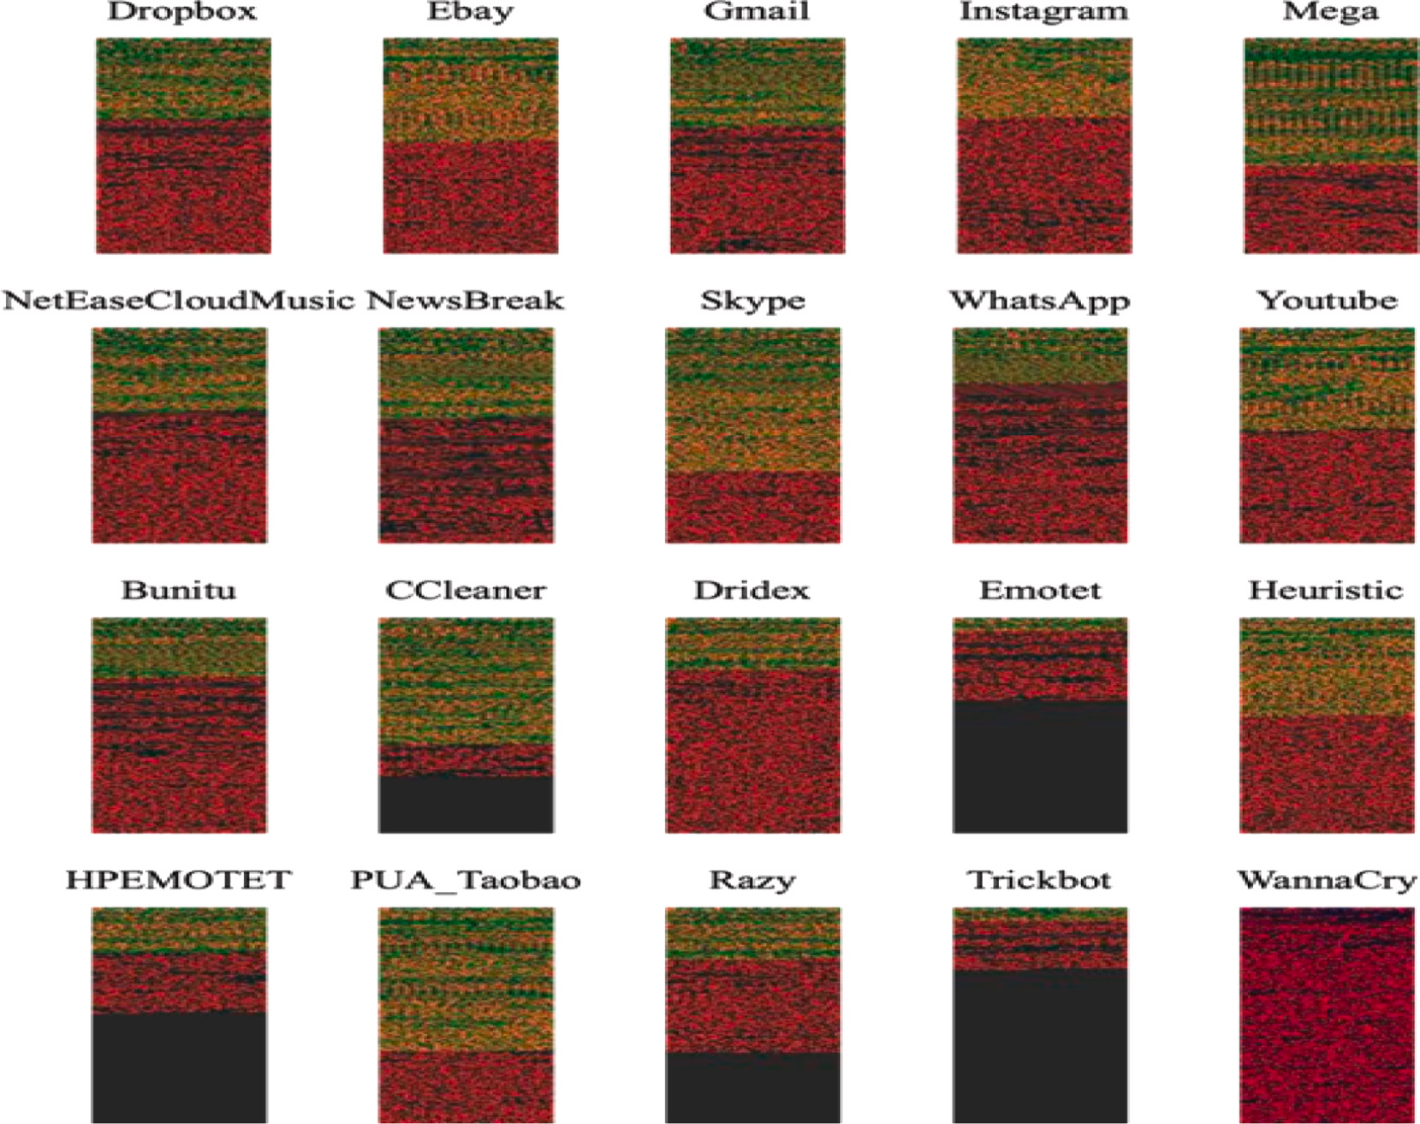 Dropbox Ebay Gmail Instagram Mega
NetEaseCloudMusic NewsBreak Skype WhatsApp Youtube
Bunitu CCleaner Dridex Emotet Heuristic
HPEMOTET PUA_Taobao Razy Trickbot WannaCry